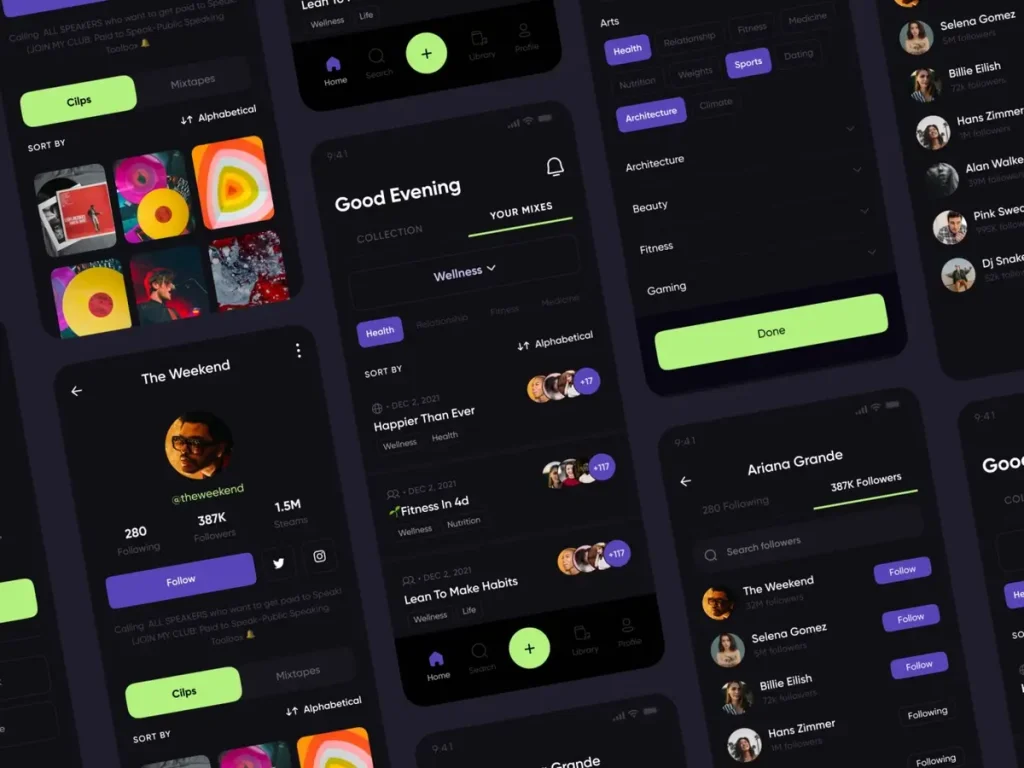 Calling: ALL SPEAKERS who want to get paid to Speak!
(JOIN MY CLUB: Paid to Speak-Public Speaking
Toolbox 🔔
Cilps
Mixtapes
SORT BY
Alphabetical
The Weekend
@theweekend
280
Following
387K
Followers
1.5M
Steams
Follow
Calling: ALL SPEAKERS who want to get paid to Speak!
(JOIN MY CLUB: Paid to Speak-Public Speaking
Toolbox 🔔
Cilps
Mixtapes
SORT BY
Alphabetical
Wellness
Life
Home
Search
+
Library
Profile
9:41
Good Evening
COLLECTION
YOUR MIXES
Wellness
Health
Relationship
Fitness
Medicine
SORT BY
Alphabetical
• DEC 2, 2021
Happier Than Ever
Wellness
Health
+17
• DEC 2, 2021
🌱Fitness In 4d
Wellness
Nutrition
+117
• DEC 2, 2021
Lean To Make Habits
Wellness
Life
+117
Home
Search
+
Library
Profile
9:41
Arts
Health
Relationship
Fitness
Medicine
Nutrition
Weights
Sports
Dating
Architecture
Climate
Architecture
Beauty
Fitness
Gaming
Done
9:41
Ariana Grande
280 Following
387K Followers
Search followers
The Weekend
32M followers
Follow
Selena Gomez
5M followers
Follow
Billie Eilish
72k followers
Follow
Hans Zimmer
1M followers
Following
Following
Selena Gomez
5M followers
Billie Eilish
72k followers
Hans Zimmer
1M followers
Alan Walke
39M followers
Pink Swea
995K followers
Dj Snake
52k followers
9:41
Goo
SO